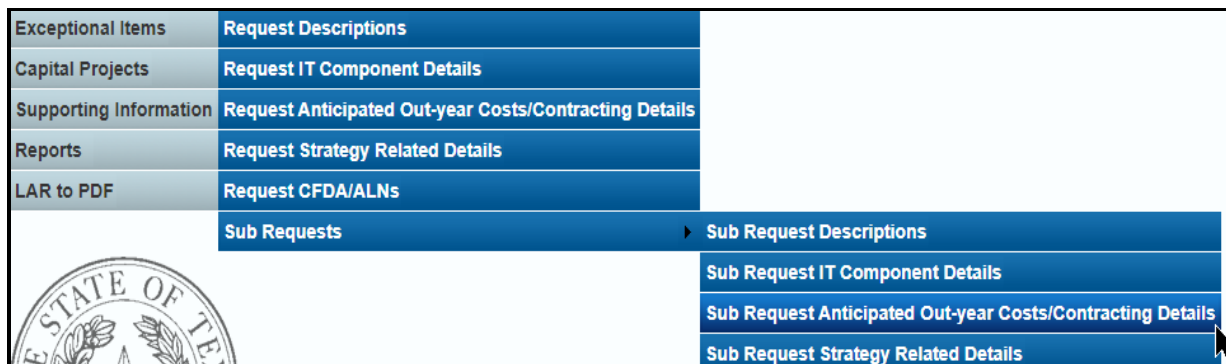 Exceptional Items Request Descriptions
Capital Projects Request IT Component Details
Supporting Information Request Anticipated Out-year Costs/Contracting Details
Reports Request Strategy Related Details
LAR to PDF Request CFDA/ALNs
Sub Requests Sub Request Descriptions
Sub Request IT Component Details
Sub Request Anticipated Out-year Costs/Contracting Details
Sub Request Strategy Related Details
STATE OF